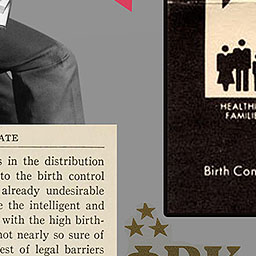 ATE
s in the distribution
to the birth control
already undesirable
e the intelligent and
with the high birth-
not nearly so sure of
est of legal barriers
HEALTH
FAMILIE
Birth Con